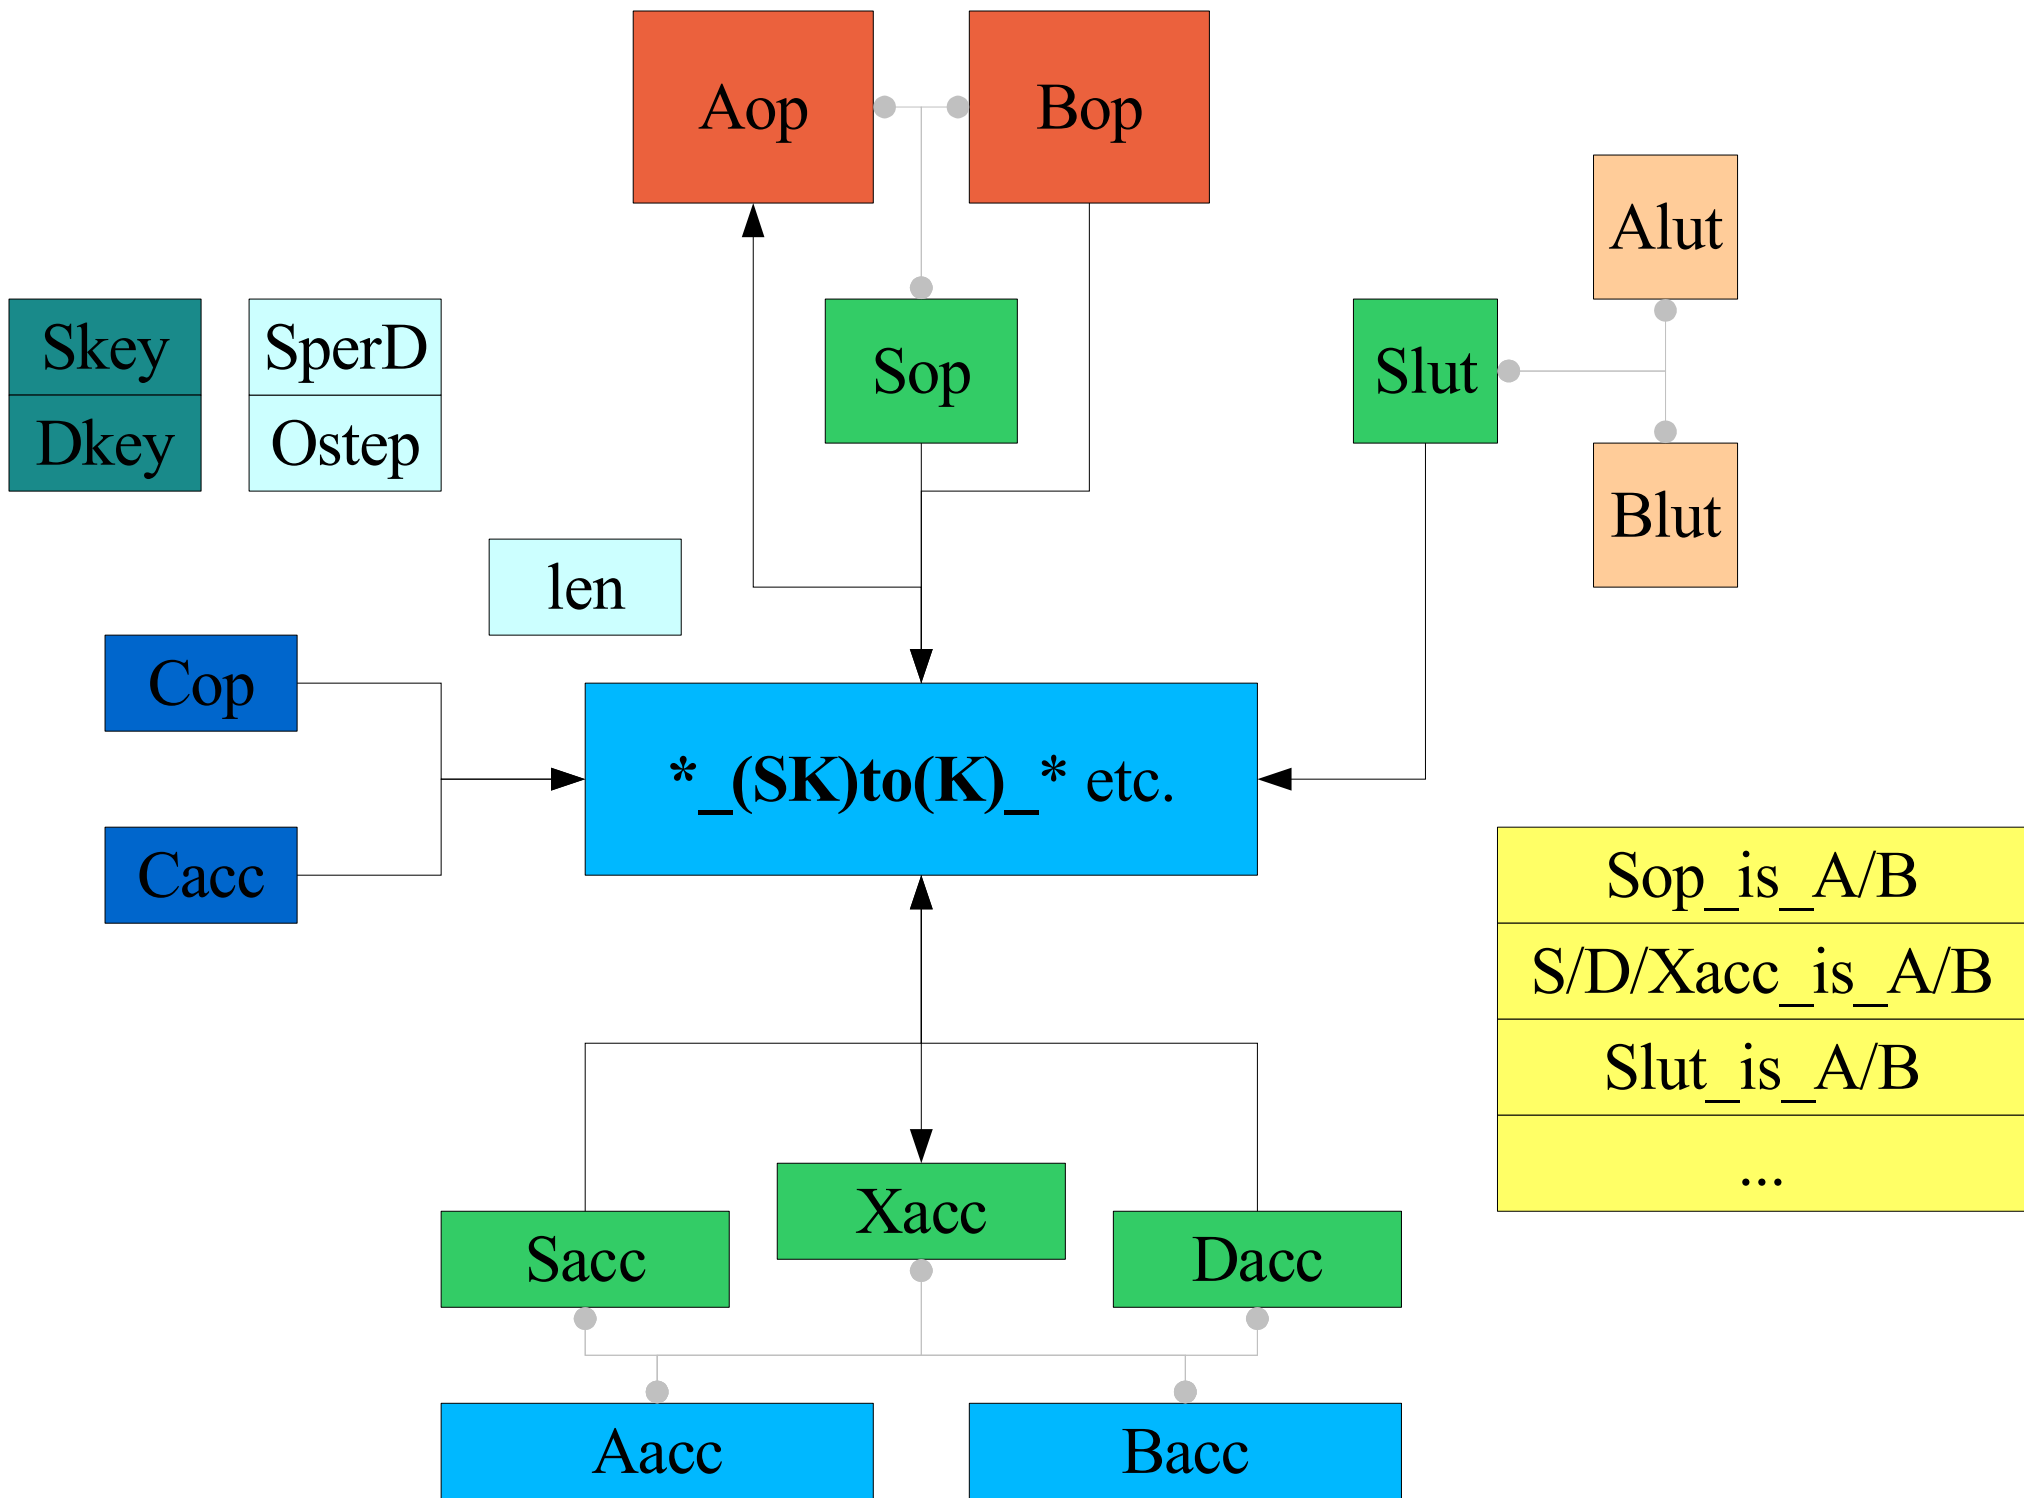 Aop
Bop
Alut
Skey
SperD
Sop
Slut
Dkey
Ostep
Blut
len
Cop
*_(SK)to(K)_* etc.
Cacc
Sop_is_A/B
S/D/Xacc_is_A/B
Slut_is_A/B
...
Xacc
Sacc
Dacc
Aacc
Bacc